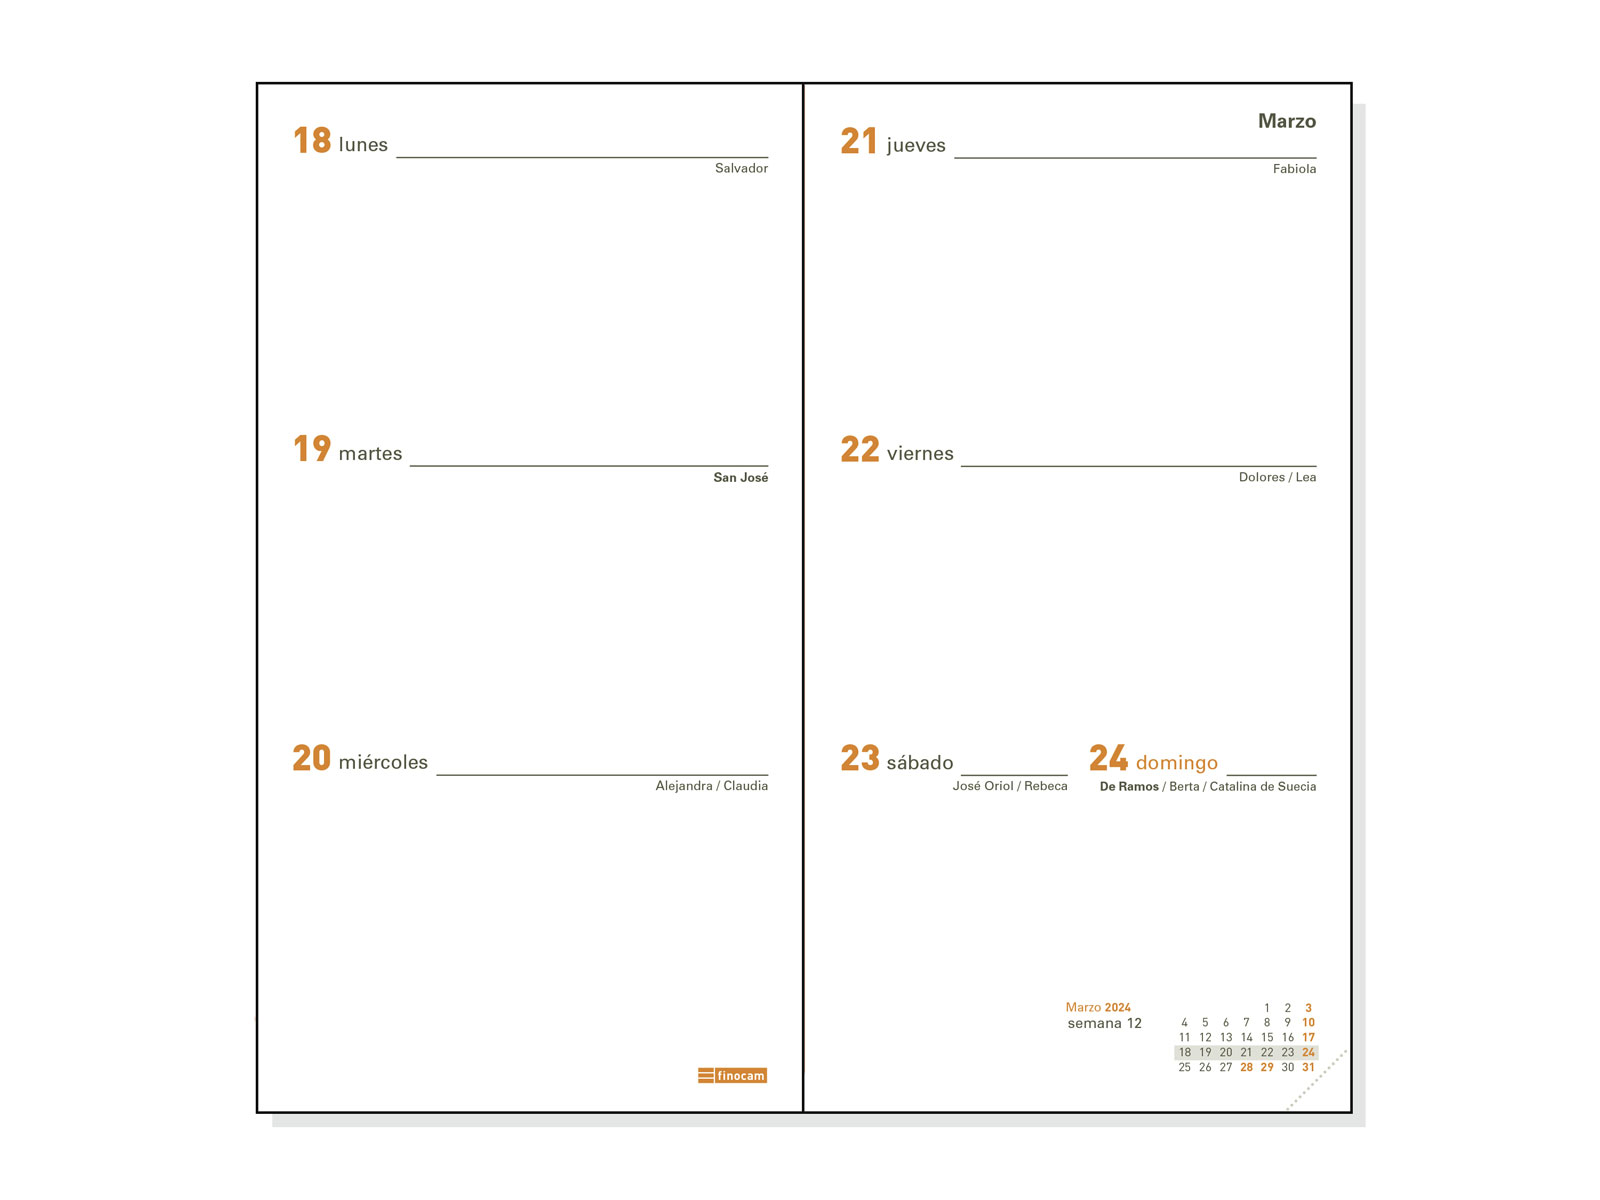 18 lunes
Salvador
19 martes
San José
20 miércoles
Alejandra / Claudia
finocam
Marzo
21 jueves
Fabiola
22 viernes
Dolores / Lea
23 sábado
José Oriol / Rebeca
24 domingo
De Ramos / Berta / Catalina de Suecia
Marzo 2024
semana 12
1 2 3
4 5 6 7 8 9 10
11 12 13 14 15 16 17
18 19 20 21 22 23 24
25 26 27 28 29 30 31